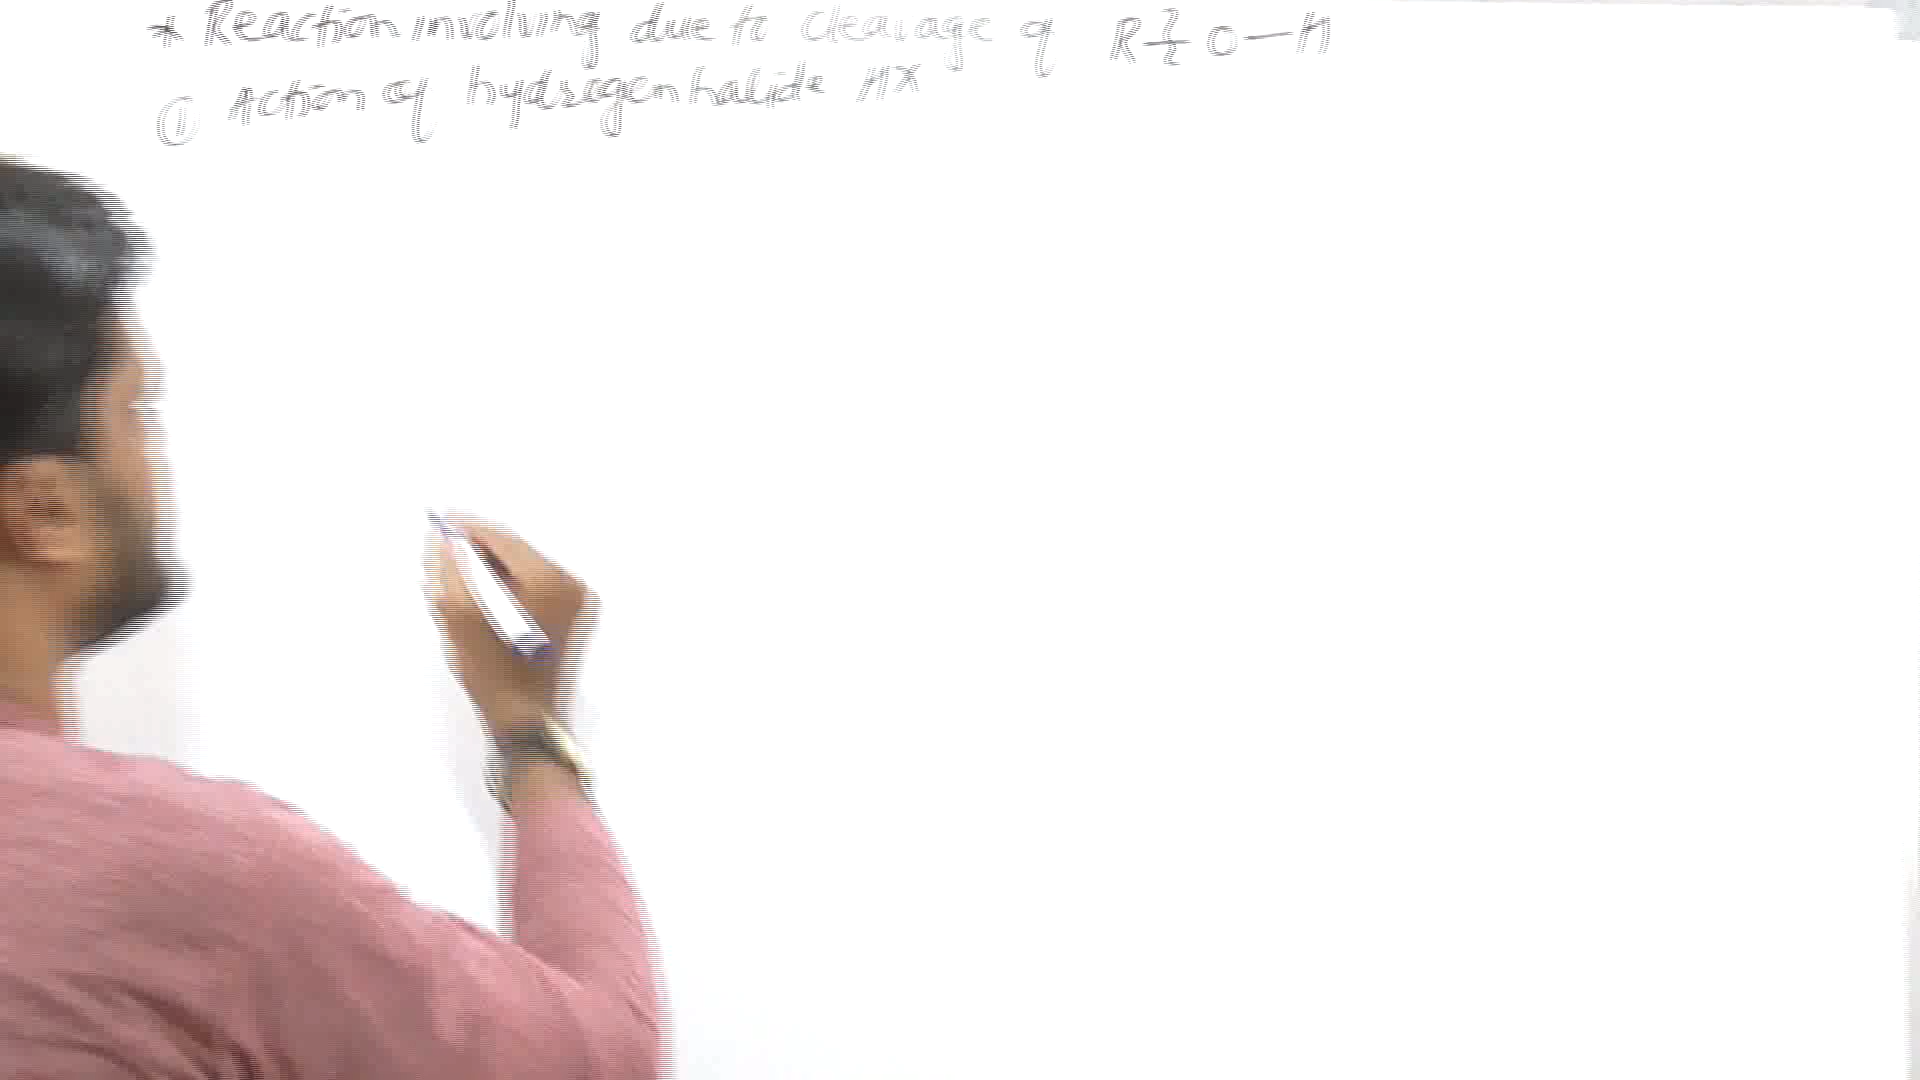 * Reaction involving due to cleavage of R⌇O—H
① Action of hydrogen halide HX